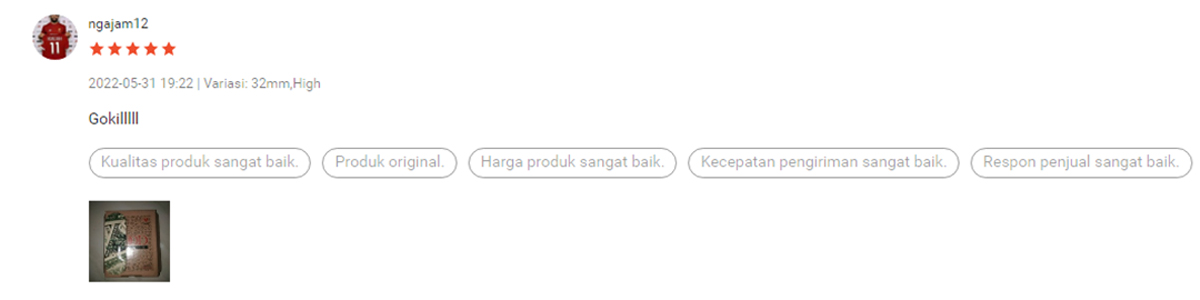 ngajam12
2022-05-31 19:22 | Variasi: 32mm,High
Gokilllll
Kualitas produk sangat baik. Produk original. Harga produk sangat baik. Kecepatan pengiriman sangat baik. Respon penjual sangat baik.
11